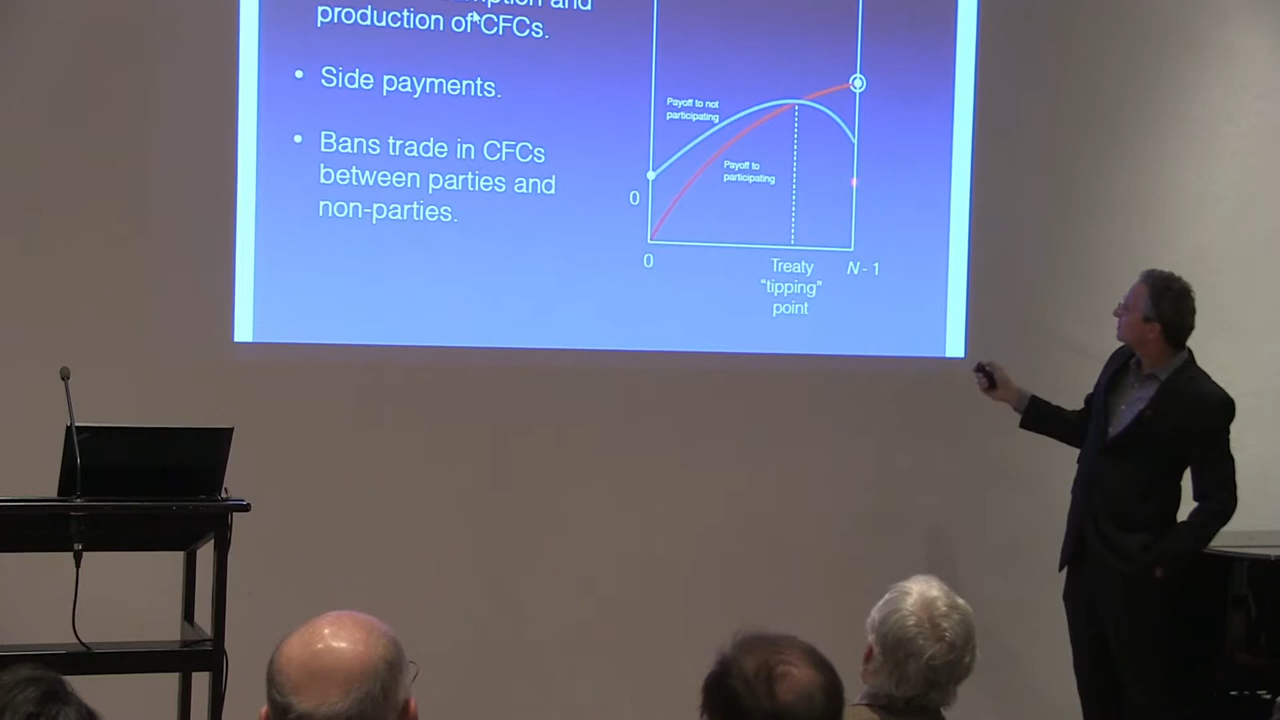 production of CFCs.
• Side payments.
• Bans trade in CFCs
between parties and
non-parties.
Payoff to not
participating
Payoff to
participating
0
0
Treaty
“tipping”
point
N - 1